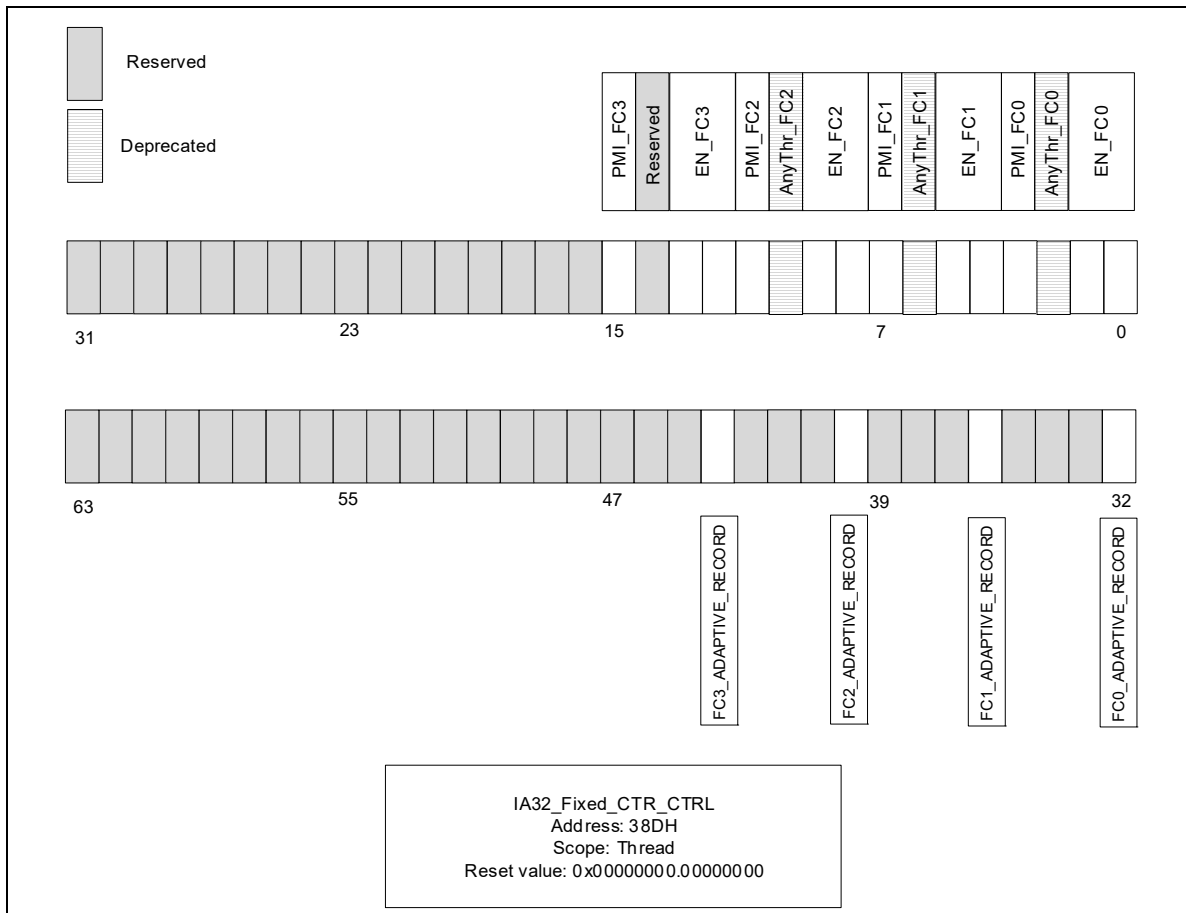 Reserved
Deprecated
PMI_FC3
Reserved
EN_FC3
PMI_FC2
AnyThr_FC2
EN_FC2
PMI_FC1
AnyThr_FC1
EN_FC1
PMI_FC0
AnyThr_FC0
EN_FC0
31 23 15 7 0
63 55 47 39 32
FC3_ADAPTIVE_RECORD
FC2_ADAPTIVE_RECORD
FC1_ADAPTIVE_RECORD
FC0_ADAPTIVE_RECORD
IA32_Fixed_CTR_CTRL
Address: 38DH
Scope: Thread
Reset value: 0x00000000.00000000